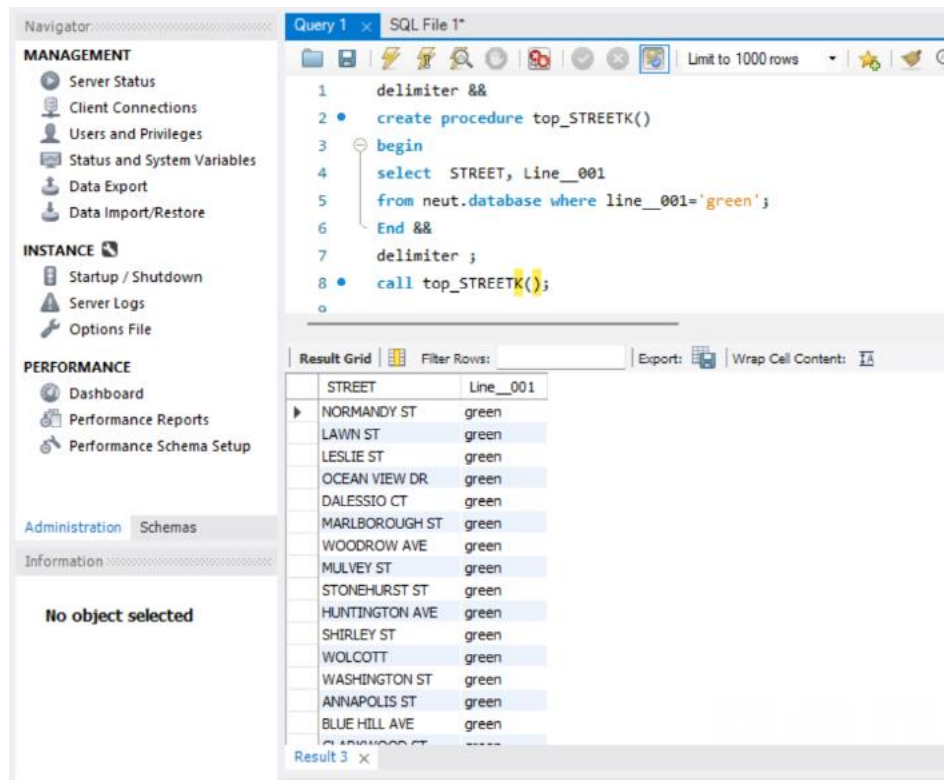 Navigator
MANAGEMENT
Server Status
Client Connections
Users and Privileges
Status and System Variables
Data Export
Data Import/Restore
INSTANCE
Startup / Shutdown
Server Logs
Options File
PERFORMANCE
Dashboard
Performance Reports
Performance Schema Setup
Administration Schemas
Information
No object selected
Query 1 SQL File 1*
Limit to 1000 rows
1 delimiter &&
2 create procedure top_STREETK()
3 begin
4 select STREET, Line__001
5 from neut.database where line__001='green';
6 End &&
7 delimiter ;
8 call top_STREETK();
9
Result Grid Filter Rows: Export: Wrap Cell Content: IA
STREET Line__001
NORMANDY ST green
LAWN ST green
LESLIE ST green
OCEAN VIEW DR green
DALESSIO CT green
MARLBOROUGH ST green
WOODROW AVE green
MULVEY ST green
STONEHURST ST green
HUNTINGTON AVE green
SHIRLEY ST green
WOLCOTT green
WASHINGTON ST green
ANNAPOLIS ST green
BLUE HILL AVE green
Result 3